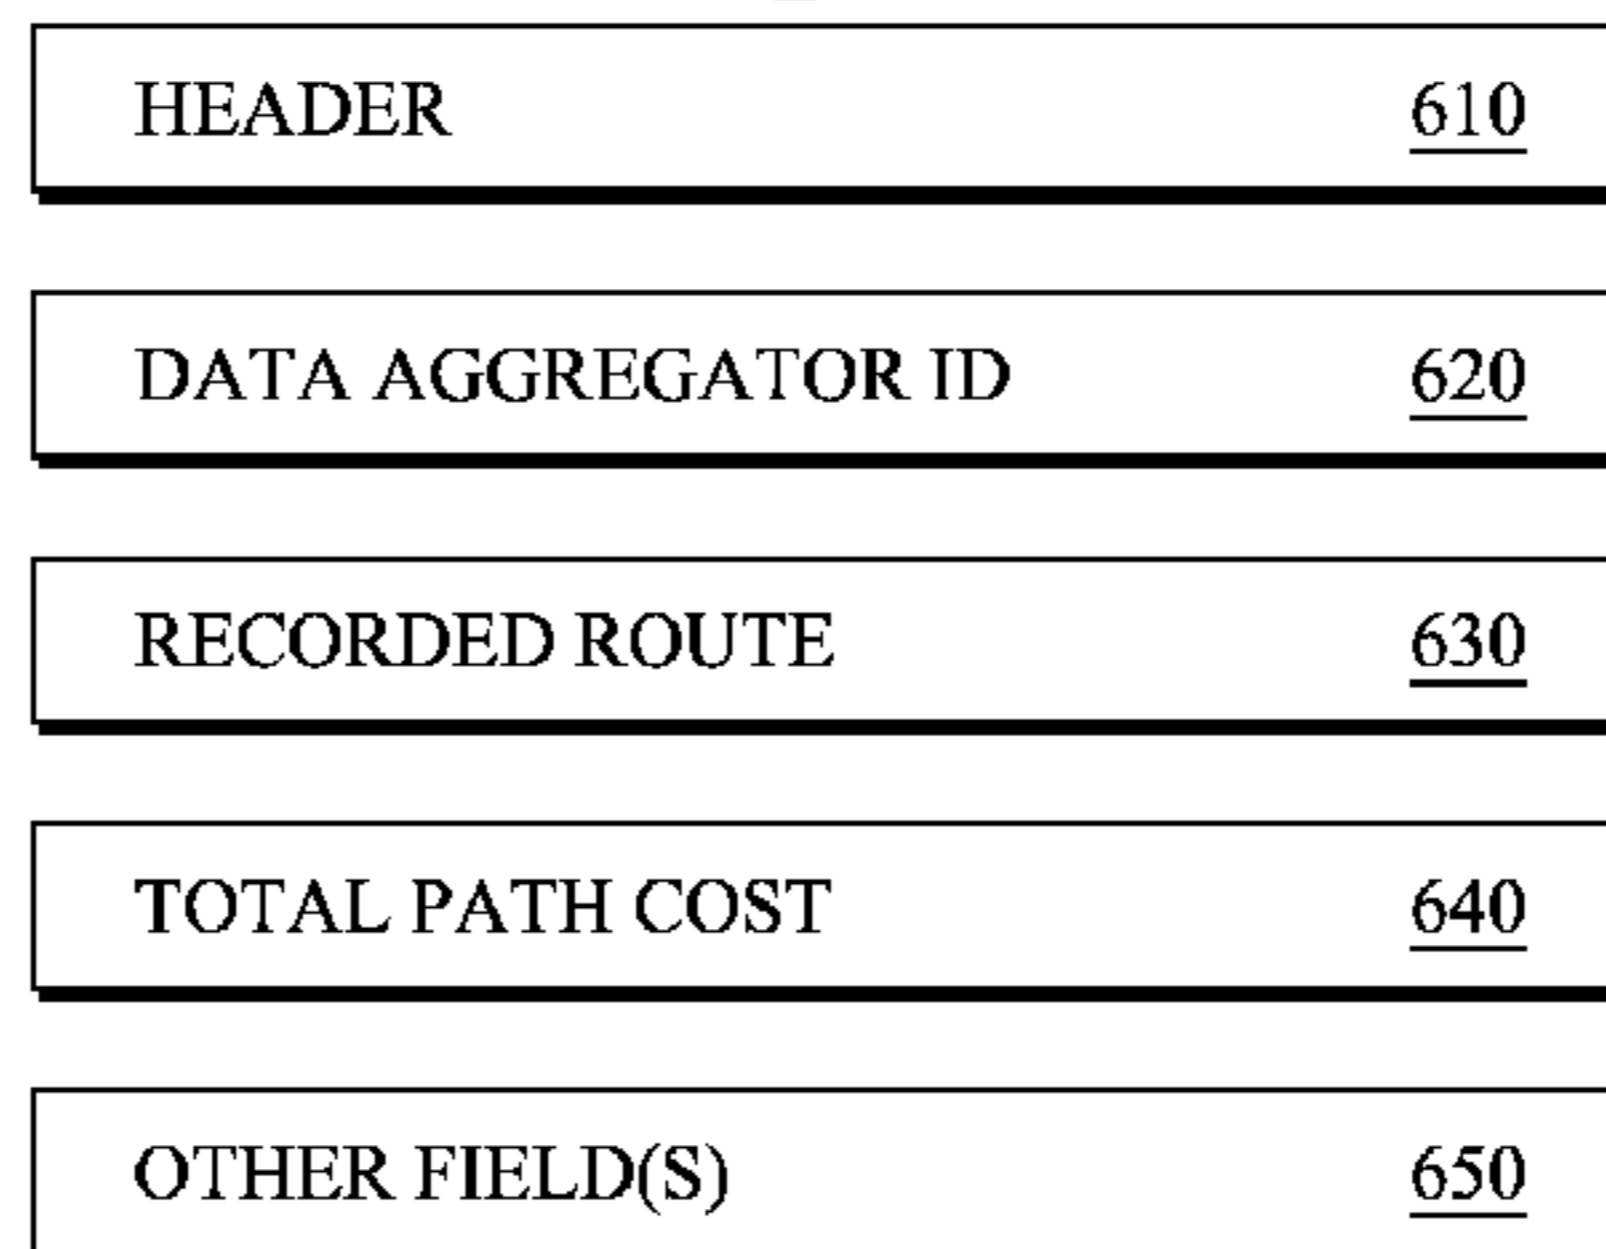 HEADER 610
DATA AGGREGATOR ID 620
RECORDED ROUTE 630
TOTAL PATH COST 640
OTHER FIELD(S) 650